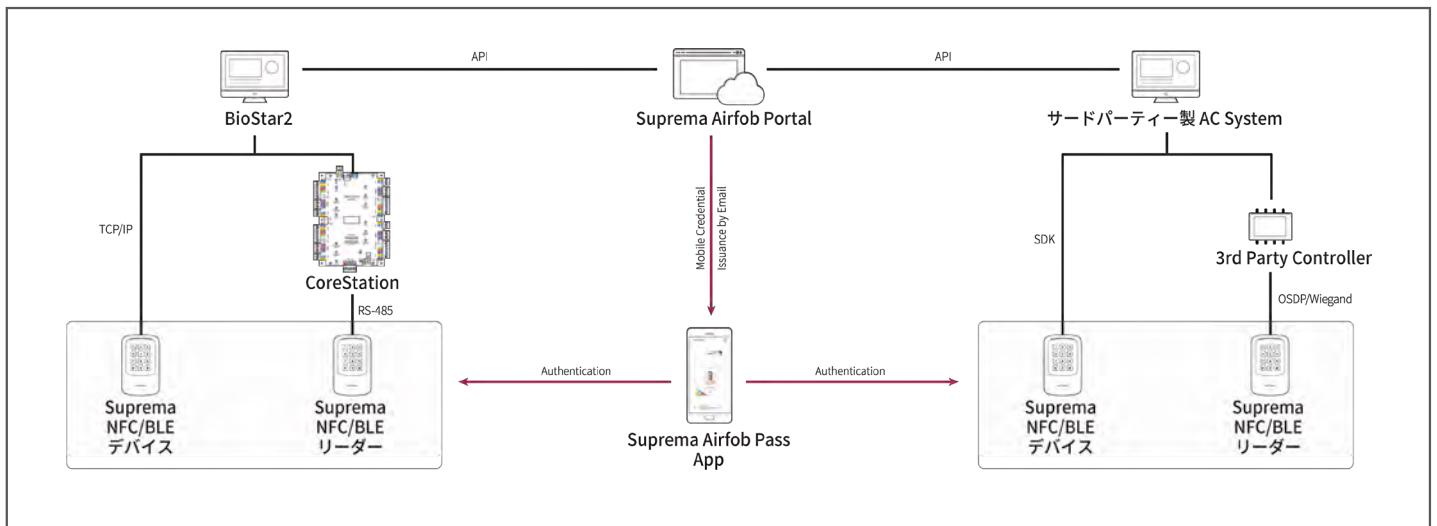 API
API
BioStar2
Suprema Airfob Portal
サードパーティー製 AC System
TCP/IP
CoreStation
RS-485
Mobile Credential
Issuance by Email
SDK
3rd Party Controller
OSDP/Wiegand
Suprema
NFC/BLE
デバイス
Suprema
NFC/BLE
リーダー
Authentication
Authentication
Suprema Airfob Pass
App
Suprema
NFC/BLE
デバイス
Suprema
NFC/BLE
リーダー